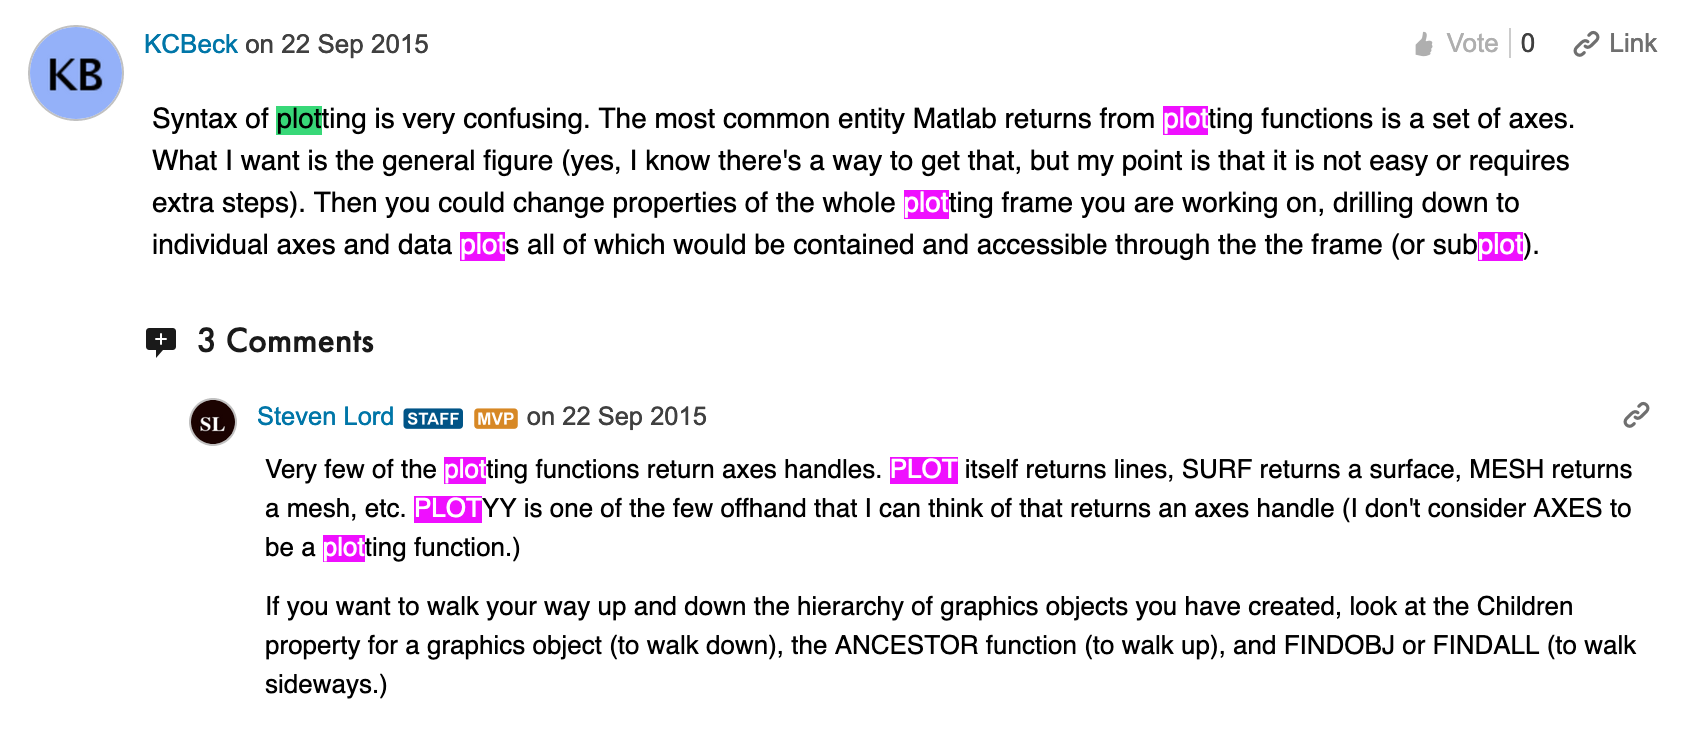 KB
KCBeck on 22 Sep 2015
Vote 0 Link
Syntax of plotting is very confusing. The most common entity Matlab returns from plotting functions is a set of axes.
What I want is the general figure (yes, I know there's a way to get that, but my point is that it is not easy or requires
extra steps). Then you could change properties of the whole plotting frame you are working on, drilling down to
individual axes and data plots all of which would be contained and accessible through the the frame (or subplot).
3 Comments
SL
Steven Lord STAFF MVP on 22 Sep 2015
Very few of the plotting functions return axes handles. PLOT itself returns lines, SURF returns a surface, MESH returns
a mesh, etc. PLOTYY is one of the few offhand that I can think of that returns an axes handle (I don't consider AXES to
be a plotting function.)
If you want to walk your way up and down the hierarchy of graphics objects you have created, look at the Children
property for a graphics object (to walk down), the ANCESTOR function (to walk up), and FINDOBJ or FINDALL (to walk
sideways.)